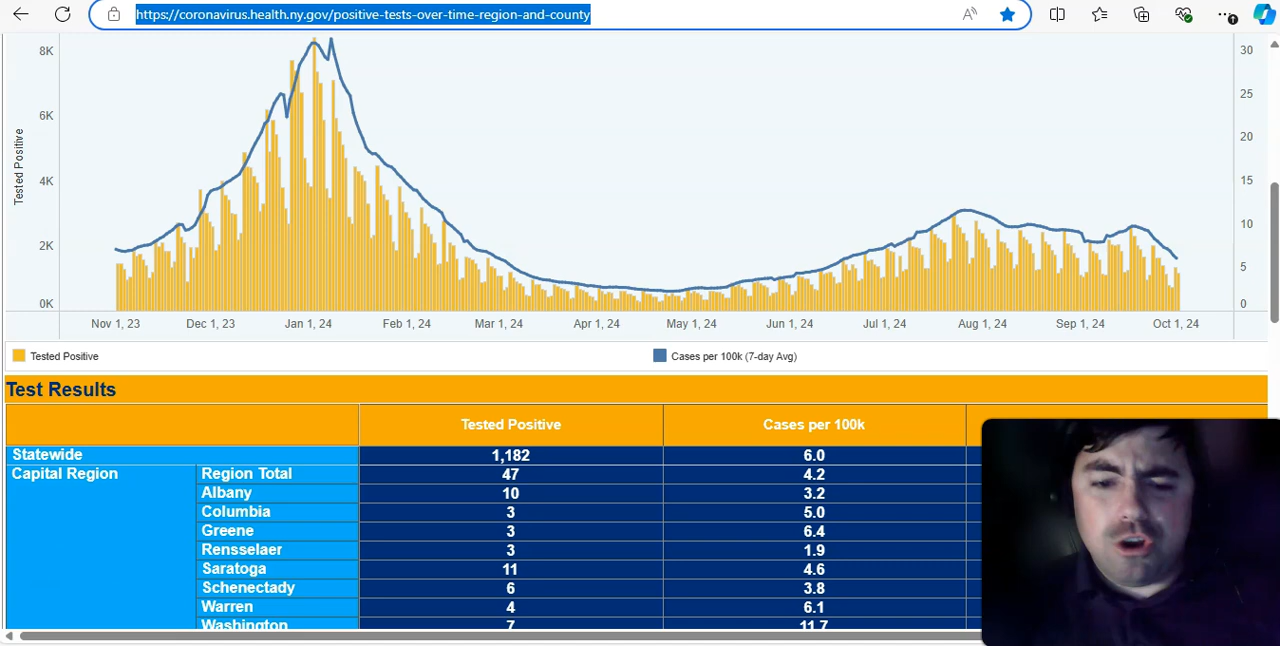 https://coronavirus.health.ny.gov/positive-tests-over-time-region-and-county
8K 30
25
6K
20
Tested Positive
4K 15
10
2K
5
0K 0
Nov 1, 23 Dec 1, 23 Jan 1, 24 Feb 1, 24 Mar 1, 24 Apr 1, 24 May 1, 24 Jun 1, 24 Jul 1, 24 Aug 1, 24 Sep 1, 24 Oct 1, 24
Tested Positive Cases per 100k (7-day Avg)
Test Results
Tested Positive Cases per 100k
Statewide 1,182 6.0
Capital Region Region Total 47 4.2
Albany 10 3.2
Columbia 3 5.0
Greene 3 6.4
Rensselaer 3 1.9
Saratoga 11 4.6
Schenectady 6 3.8
Warren 4 6.1
Washington 7 11.7